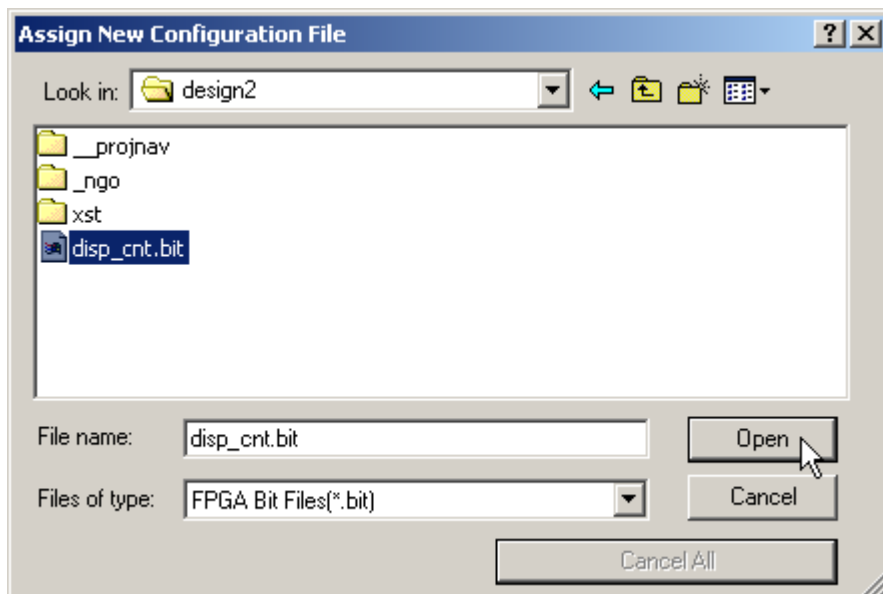 Assign New Configuration File
Look in: design2
__projnav
_ngo
xst
disp_cnt.bit
File name: disp_cnt.bit Open
Files of type: FPGA Bit Files(*.bit) Cancel
Cancel All